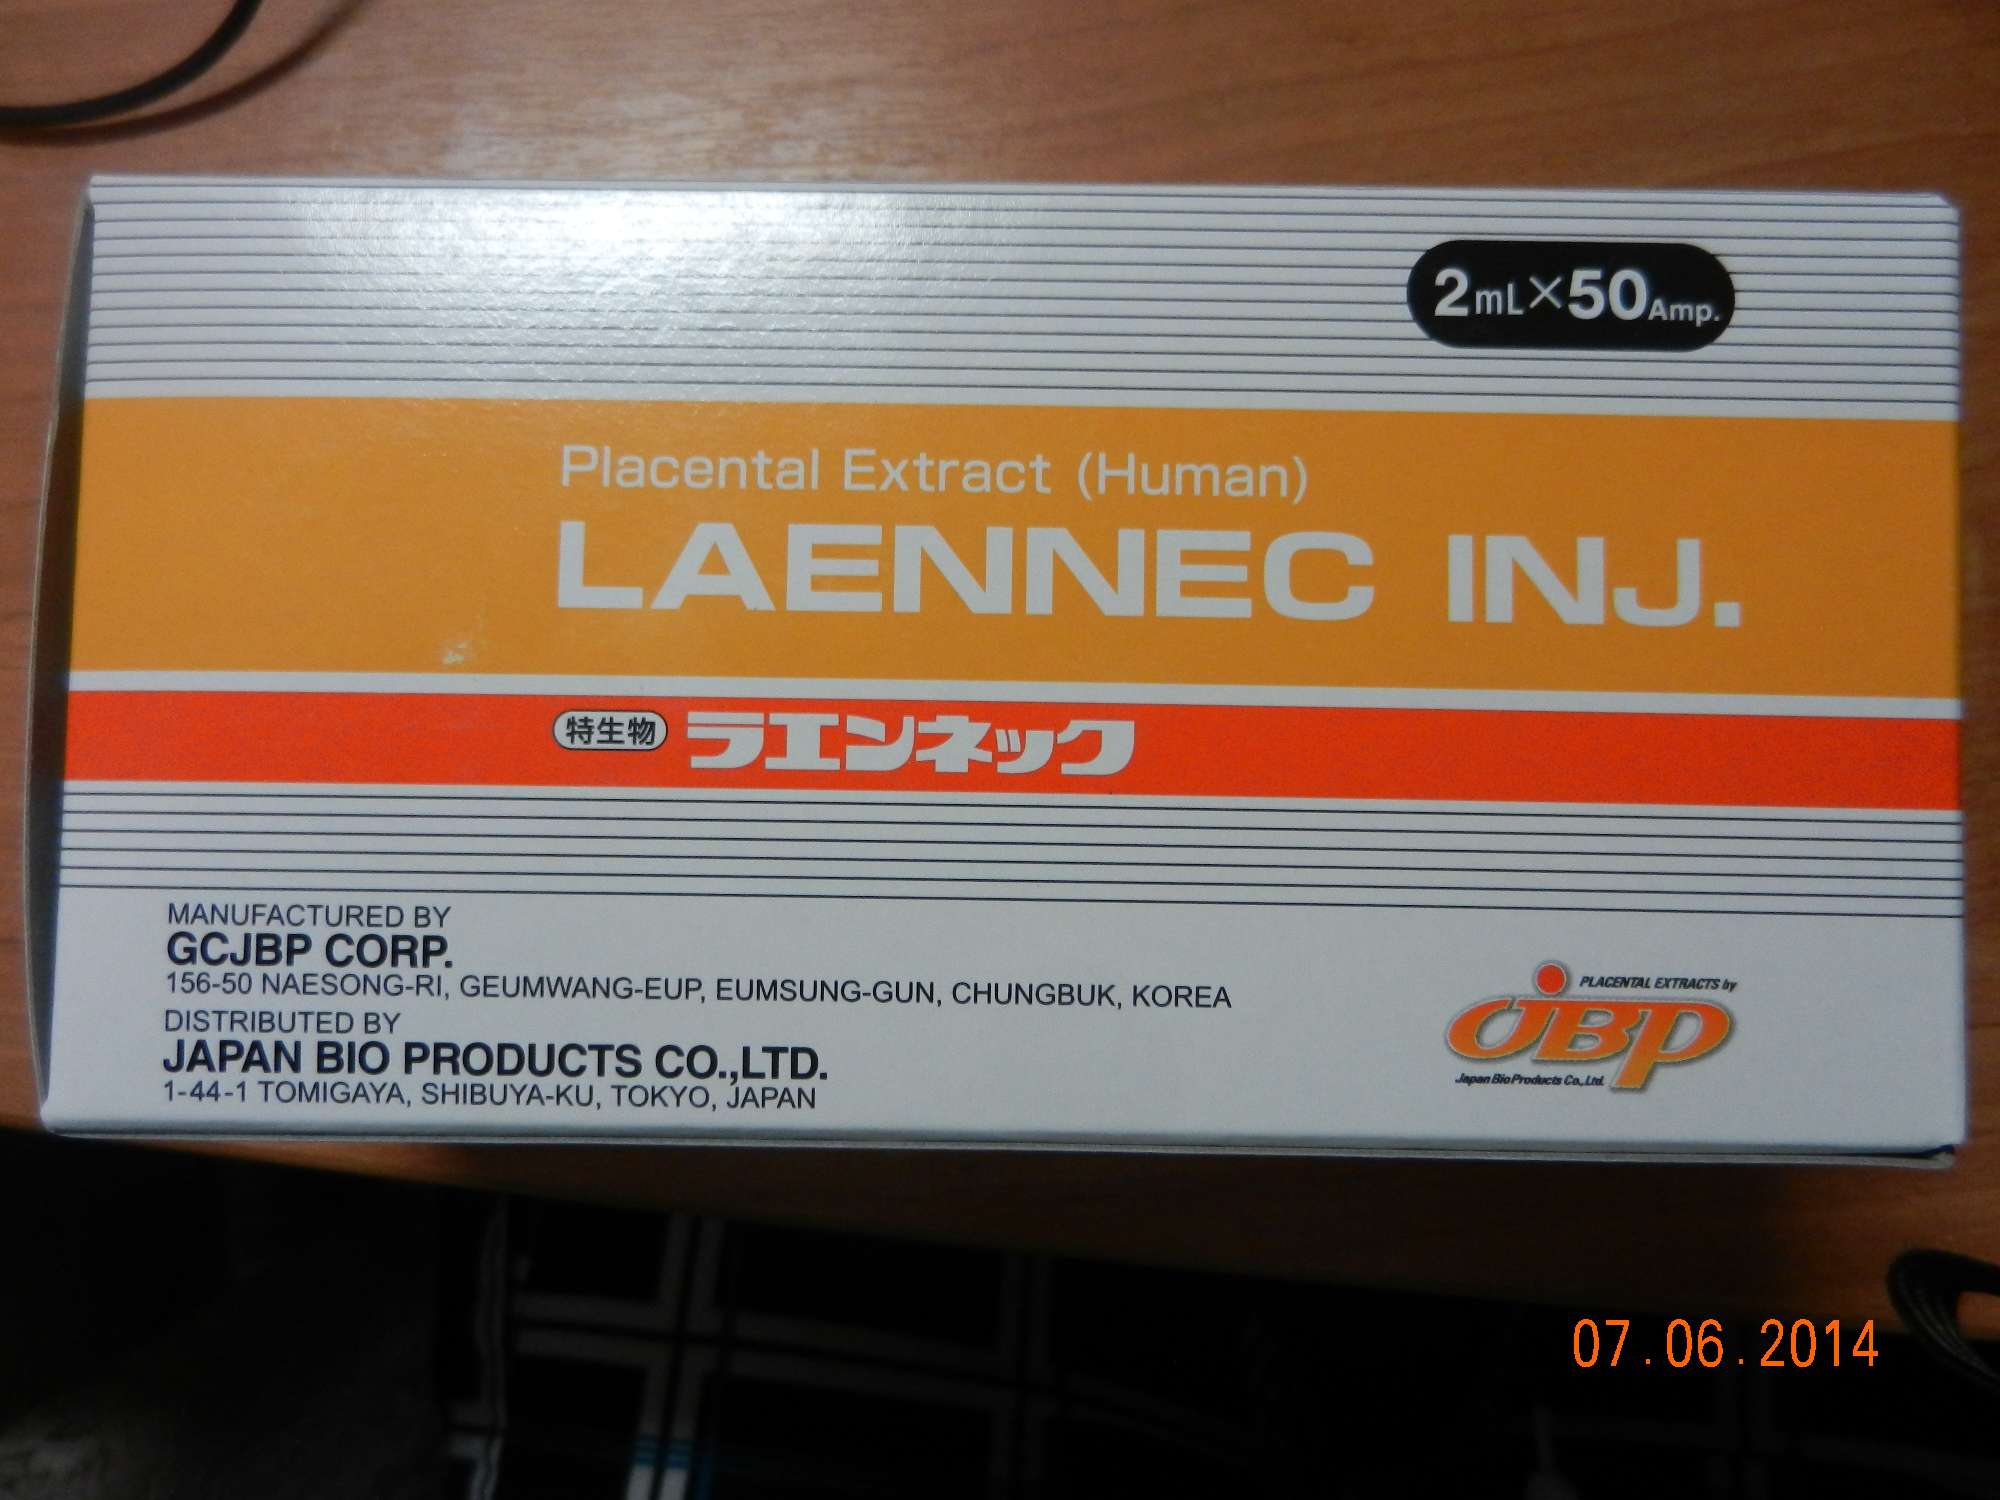 2mL×50Amp.
Placental Extract (Human)
LAENNEC INJ.
特生物 ラエンネック
MANUFACTURED BY
GCJBP CORP.
156-50 NAESONG-RI, GEUMWANG-EUP, EUMSUNG-GUN, CHUNGBUK, KOREA
DISTRIBUTED BY
JAPAN BIO PRODUCTS CO.,LTD.
1-44-1 TOMIGAYA, SHIBUYA-KU, TOKYO, JAPAN
PLACENTAL EXTRACTS by
JBP
Japan Bio Products Co., Ltd.
07.06.2014